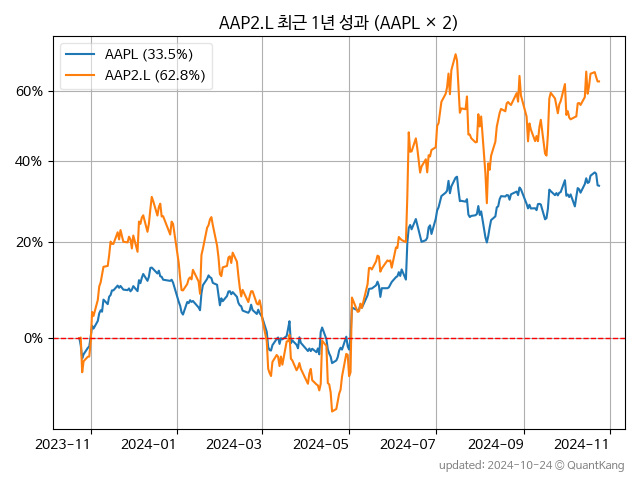 AAP2.L 최근 1년 성과 (AAPL × 2)
AAPL (33.5%)
AAP2.L (62.8%)
60%
40%
20%
0%
2023-11
2024-01
2024-03
2024-05
2024-07
2024-09
2024-11
updated: 2024-10-24 © QuantKang